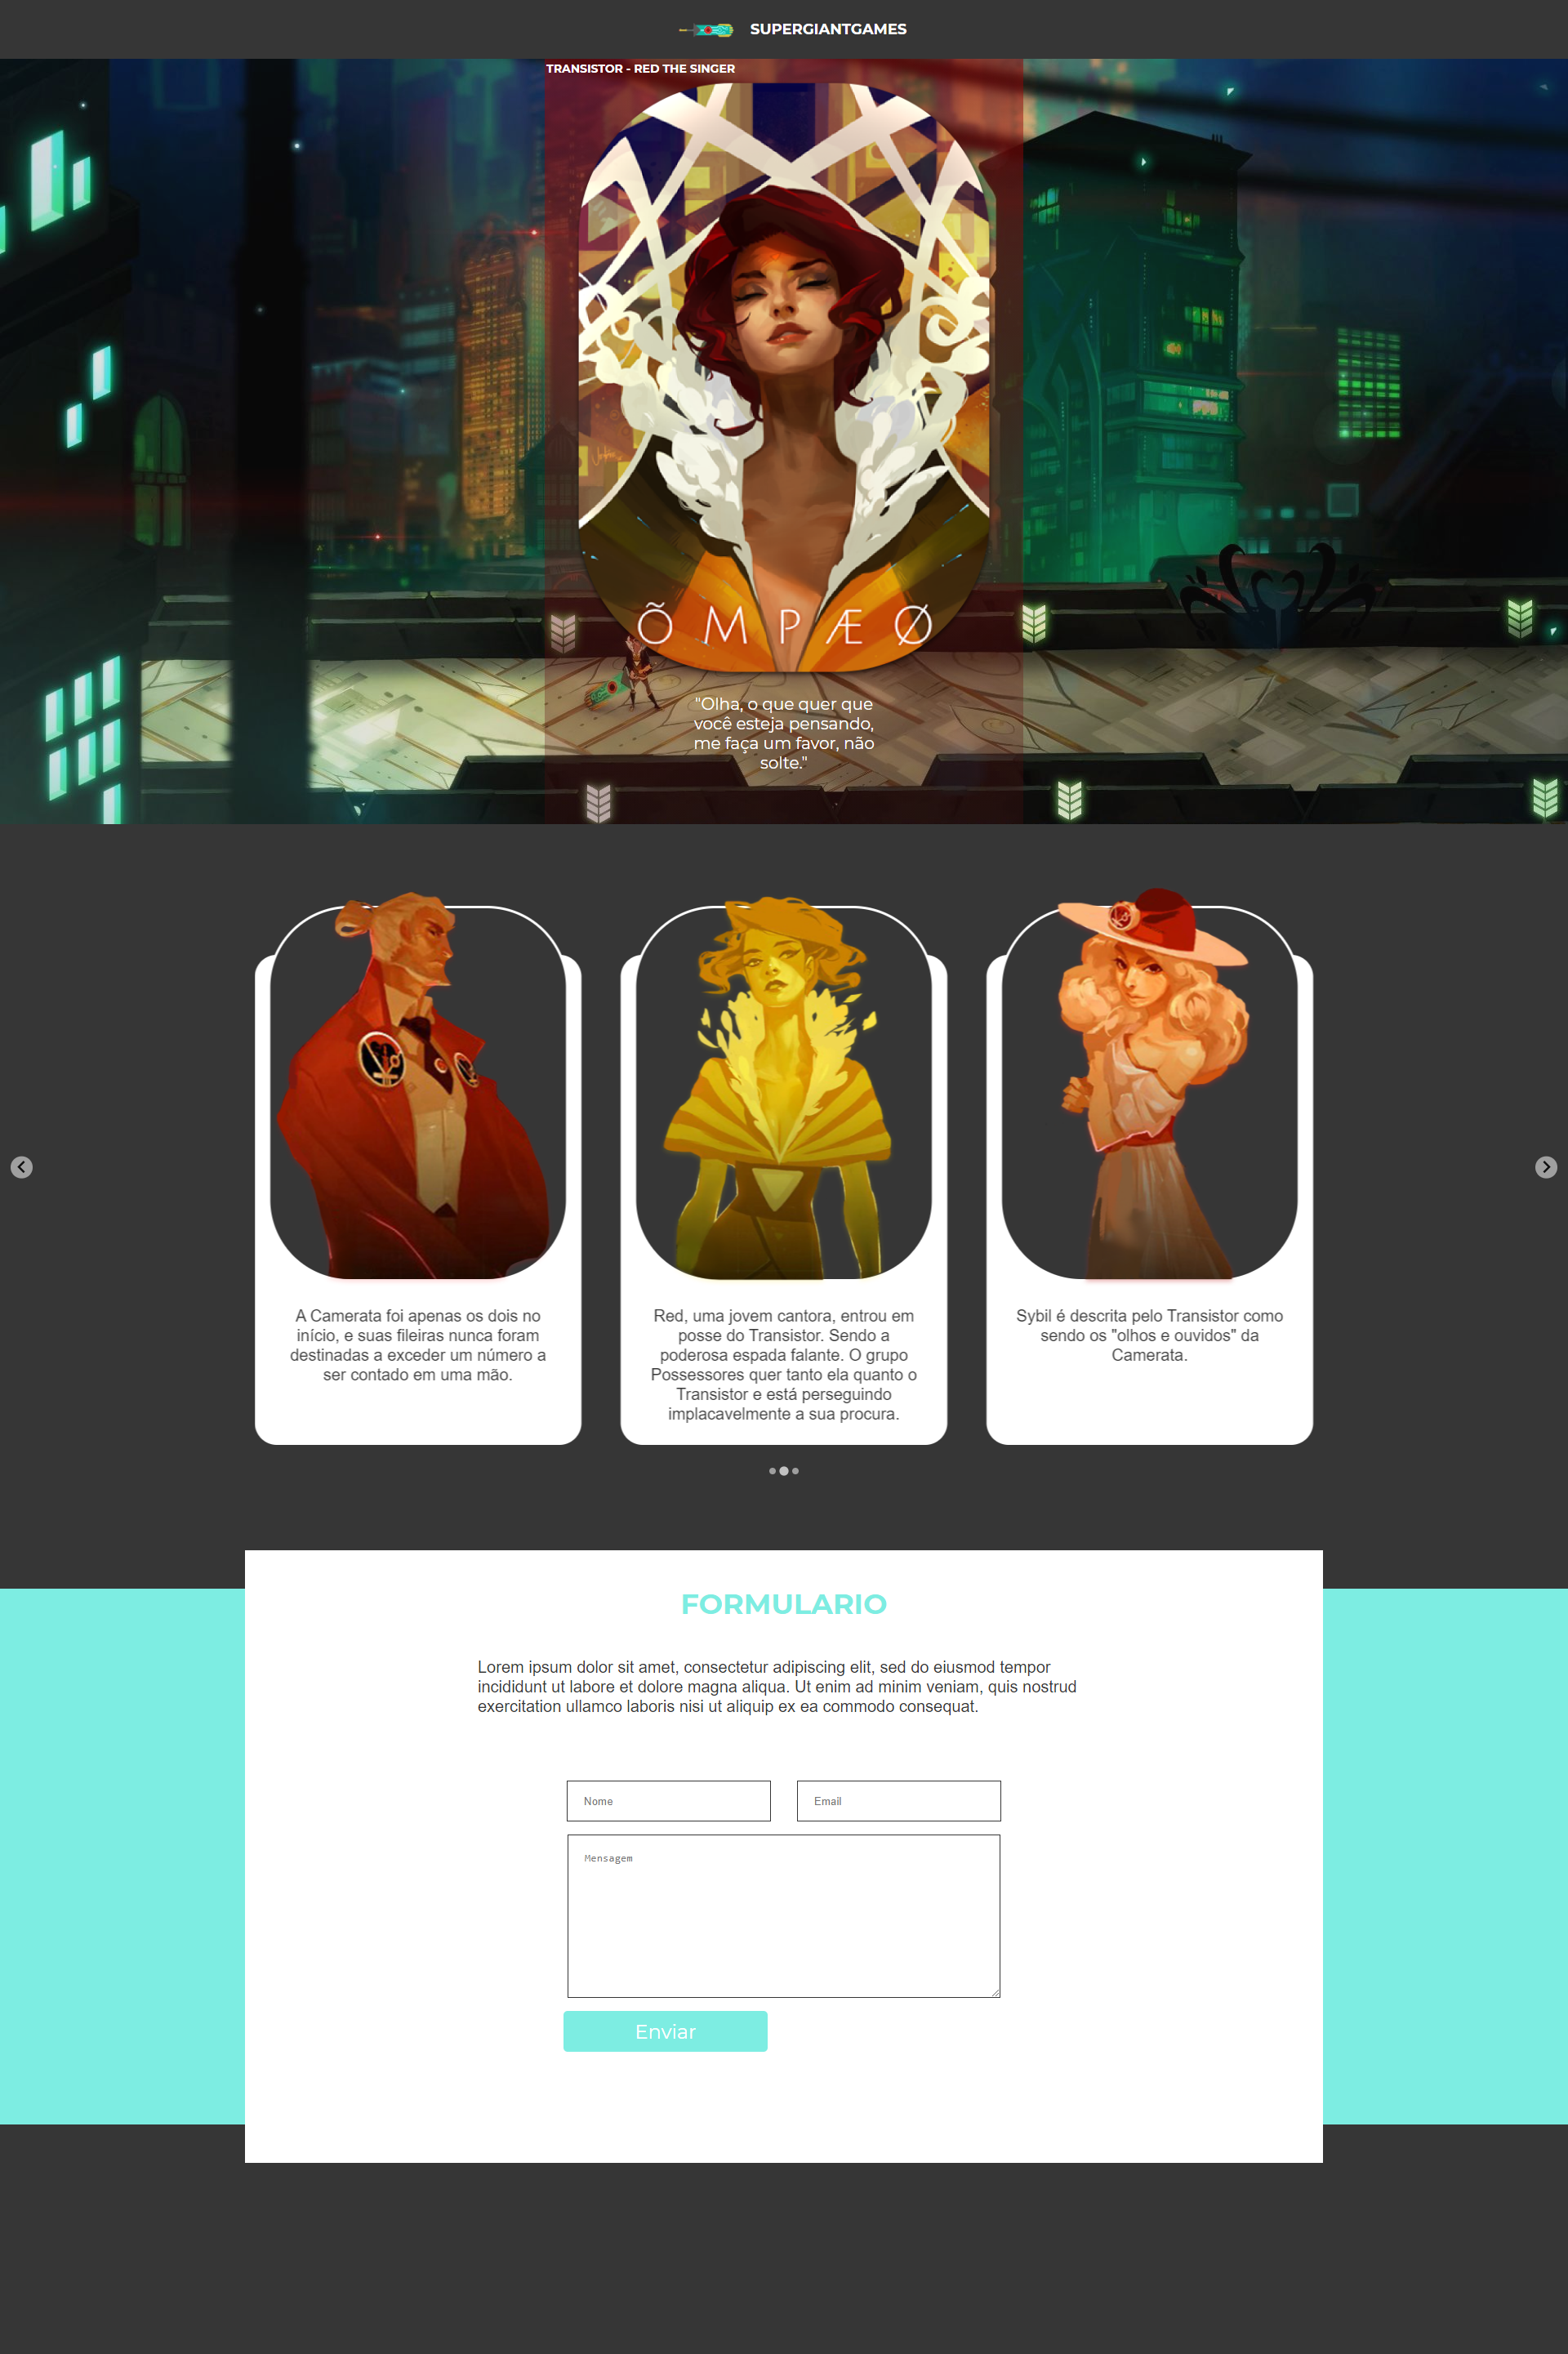 SUPERGIANTGAMES
TRANSISTOR - RED THE SINGER
Õ M P Æ Ø
"Olha, o que quer que
você esteja pensando,
me faça um favor, não
solte."
A Camerata foi apenas os dois no
início, e suas fileiras nunca foram
destinadas a exceder um número a
ser contado em uma mão.
Red, uma jovem cantora, entrou em
posse do Transistor. Sendo a
poderosa espada falante. O grupo
Possessores quer tanto ela quanto o
Transistor e está perseguindo
implacavelmente a sua procura.
Sybil é descrita pelo Transistor como
sendo os "olhos e ouvidos" da
Camerata.
FORMULARIO
Lorem ipsum dolor sit amet, consectetur adipiscing elit, sed do eiusmod tempor
incididunt ut labore et dolore magna aliqua. Ut enim ad minim veniam, quis nostrud
exercitation ullamco laboris nisi ut aliquip ex ea commodo consequat.
Nome
Email
Mensagem
Enviar